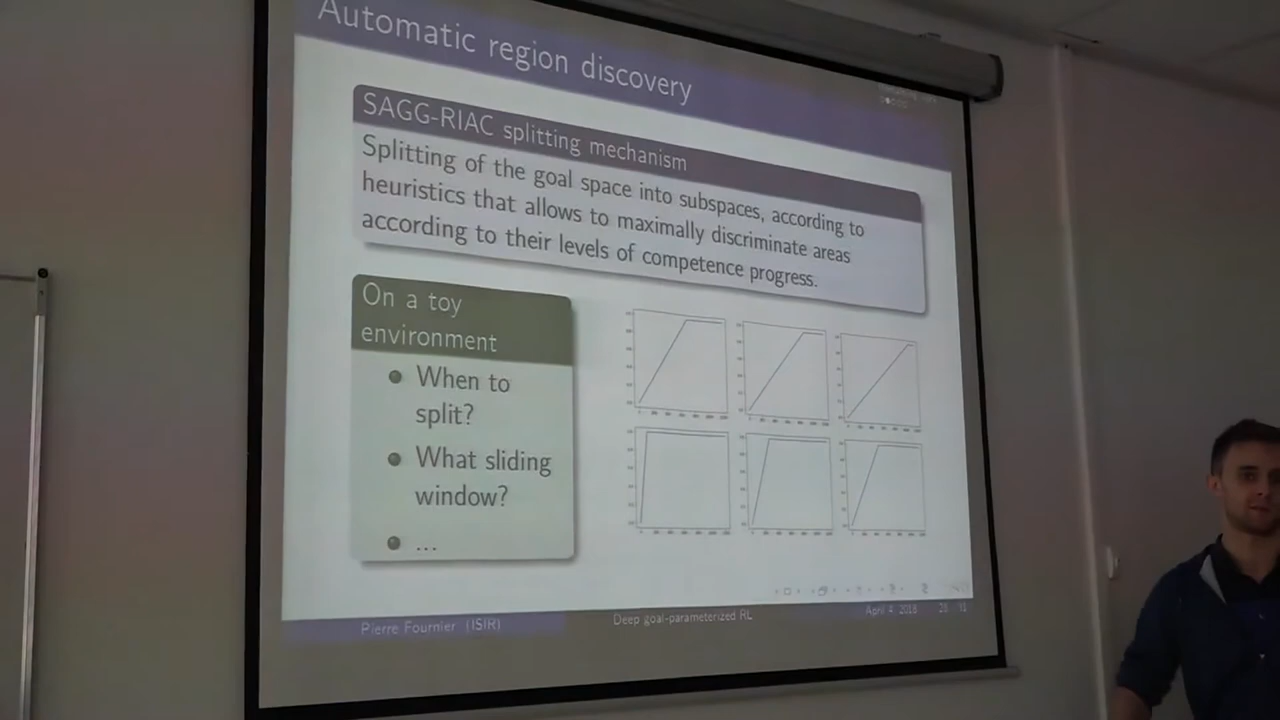 Automatic region discovery
SAGG-RIAC splitting mechanism
Splitting of the goal space into subspaces, according to
heuristics that allows to maximally discriminate areas
according to their levels of competence progress.
On a toy
environment
When to
split?
What sliding
window?
...
Pierre Fournier (ISIR)
Deep goal-parameterized RL
April 4, 2018